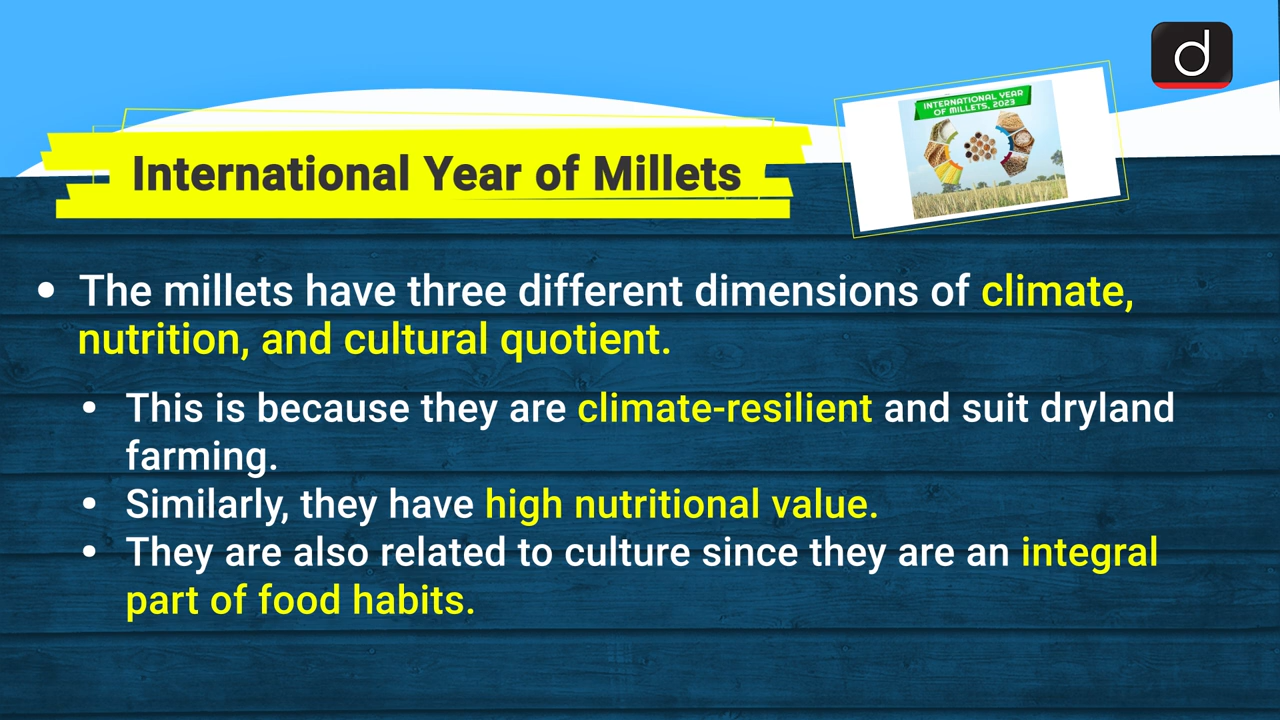 d
INTERNATIONAL YEAR
OF MILLETS, 2023
International Year of Millets
• The millets have three different dimensions of climate,
nutrition, and cultural quotient.
• This is because they are climate-resilient and suit dryland
farming.
• Similarly, they have high nutritional value.
• They are also related to culture since they are an integral
part of food habits.